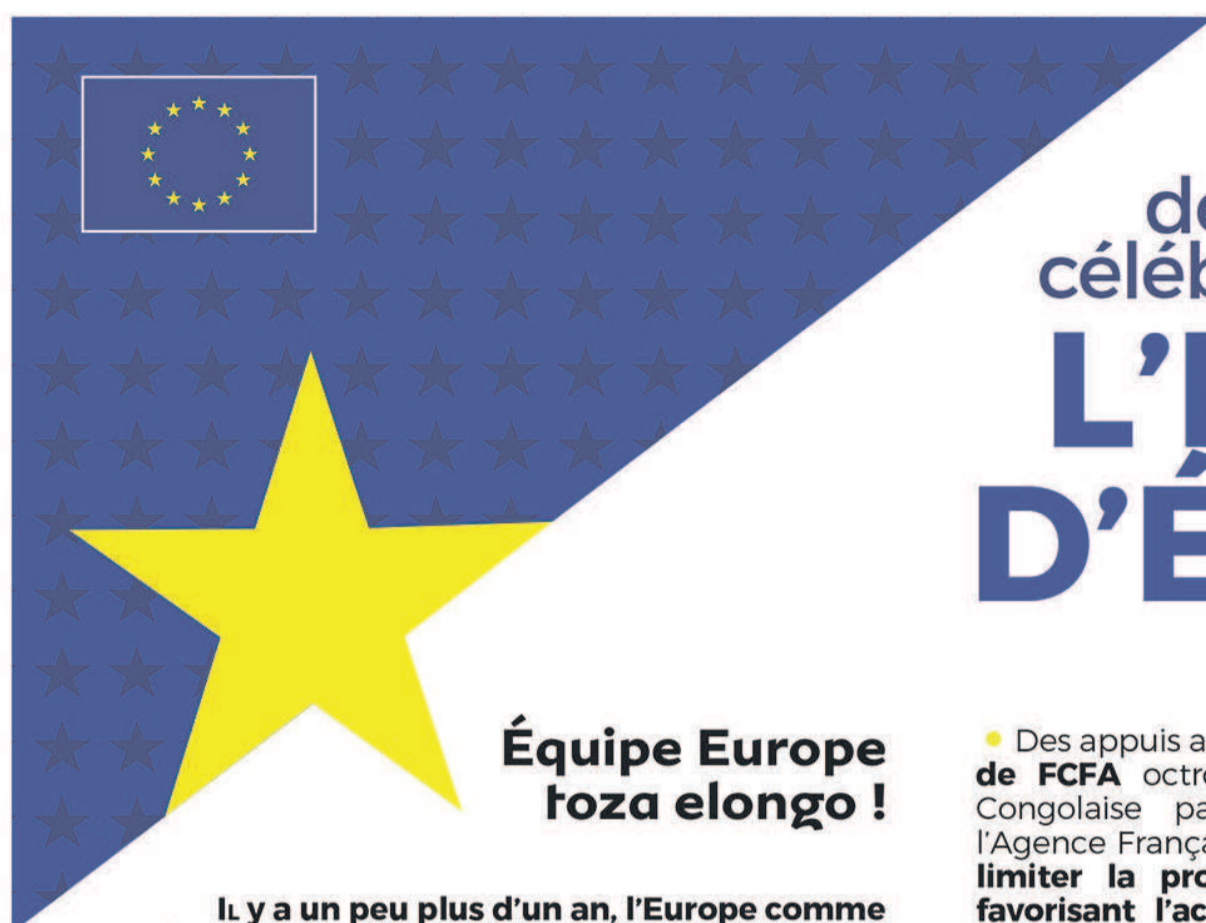 L'
D'É
Équipe Europe
toza elongo !
IL y a un peu plus d'un an, l'Europe comme
Des appuis a
de FCFA octr
Congolaise pa
l'Agence França
limiter la pro
favorisant l'ac